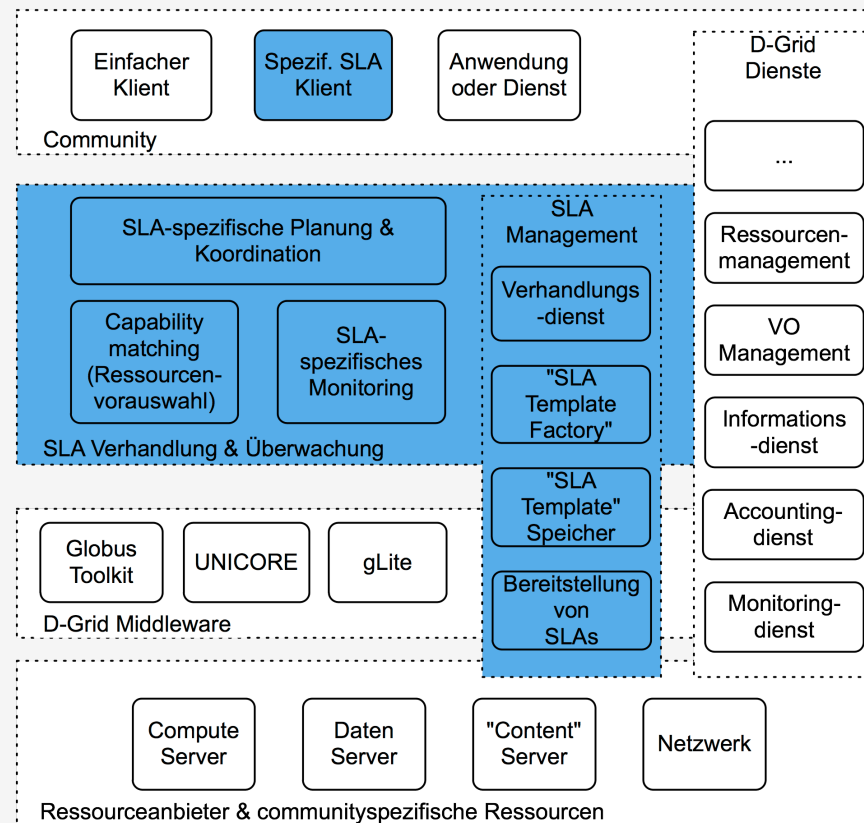 Einfacher
Klient
Spezif. SLA
Klient
Anwendung
oder Dienst
Community
D-Grid
Dienste
...
Ressourcen-
management
VO
Management
Informations
-dienst
Accounting-
dienst
Monitoring-
dienst
SLA-spezifische Planung &
Koordination
Capability
matching
(Ressourcen-
vorauswahl)
SLA-
spezifisches
Monitoring
SLA Verhandlung & Überwachung
SLA
Management
Verhandlungs
-dienst
"SLA
Template
Factory"
"SLA
Template"
Speicher
Bereitstellung
von
SLAs
Globus
Toolkit
UNICORE
gLite
D-Grid Middleware
Compute
Server
Daten
Server
"Content"
Server
Netzwerk
Ressourceanbieter & communityspezifische Ressourcen